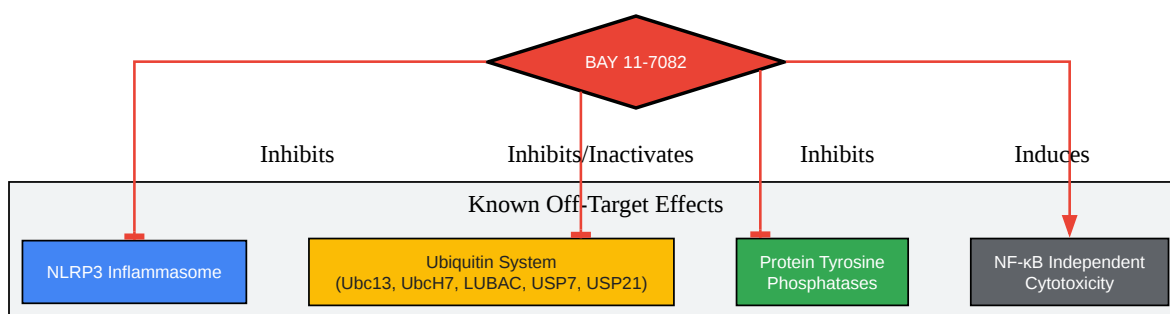 BAY 11-7082
Inhibits
Inhibits/Inactivates
Inhibits
Induces
Known Off-Target Effects
NLRP3 Inflammasome
Ubiquitin System
(Ubc13, UbcH7, LUBAC, USP7, USP21)
Protein Tyrosine
Phosphatases
NF-κB Independent
Cytotoxicity